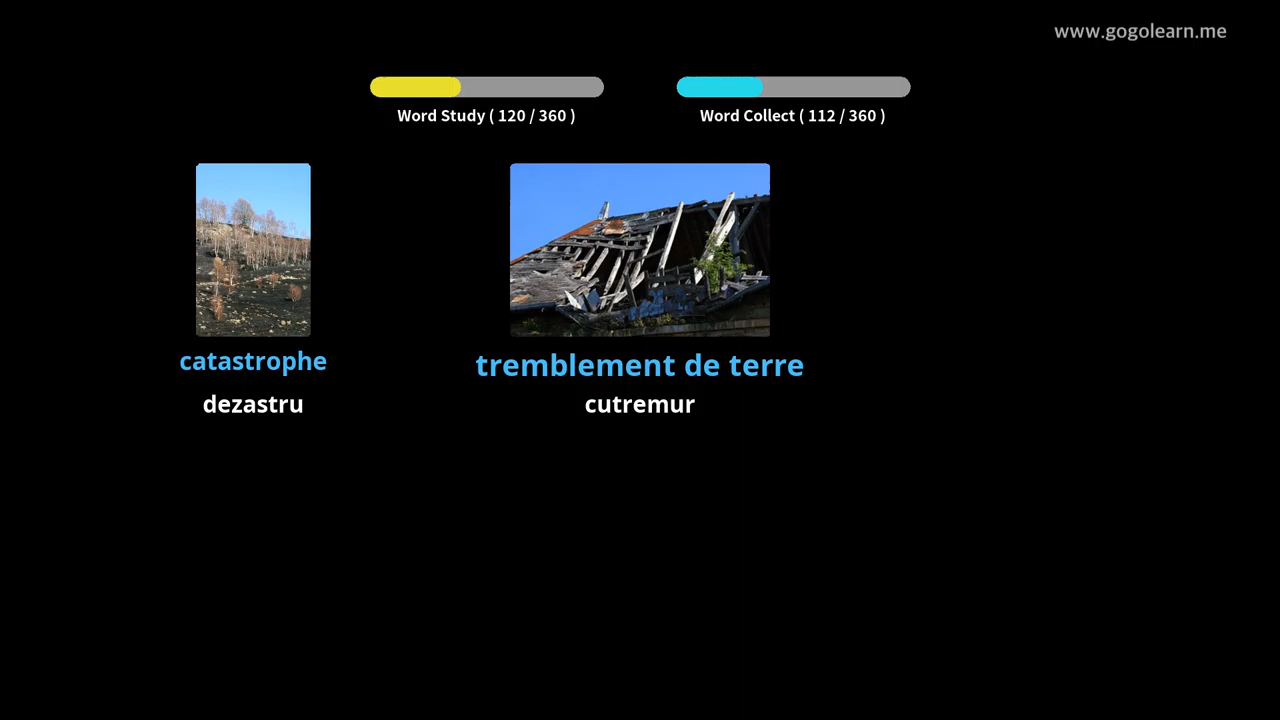 www.gogolearn.me
Word Study ( 120 / 360 )
Word Collect ( 112 / 360 )
catastrophe
dezastru
tremblement de terre
cutremur